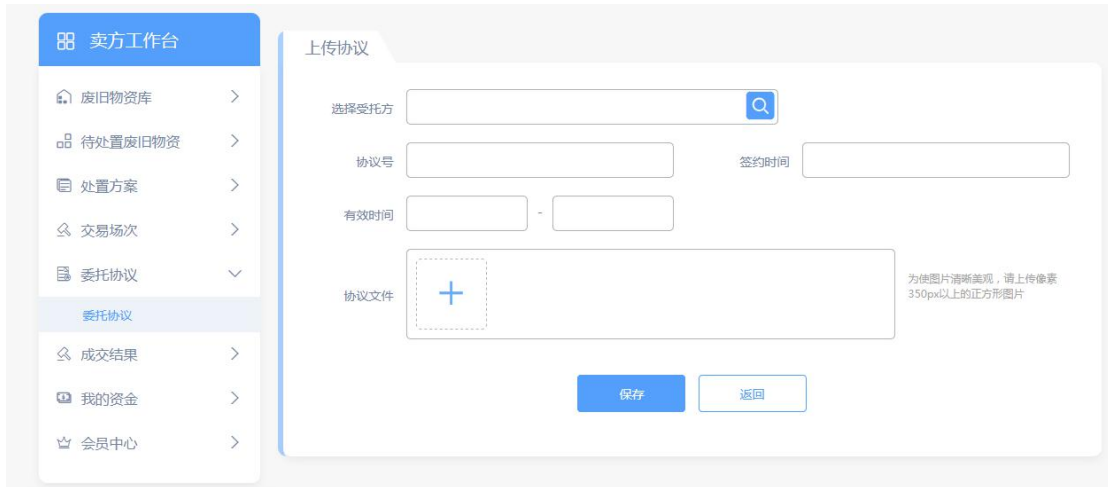 卖方工作台
废旧物资库
待处置废旧物资
处置方案
交易场次
委托协议
委托协议
成交结果
我的资金
会员中心
上传协议
选择受托方
协议号
签约时间
有效时间
-
协议文件
为使图片清晰美观，请上传像素
350px以上的正方形图片
保存
返回